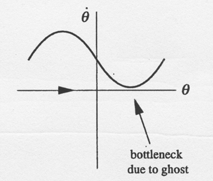 θ̇
θ
bottleneck
due to ghost